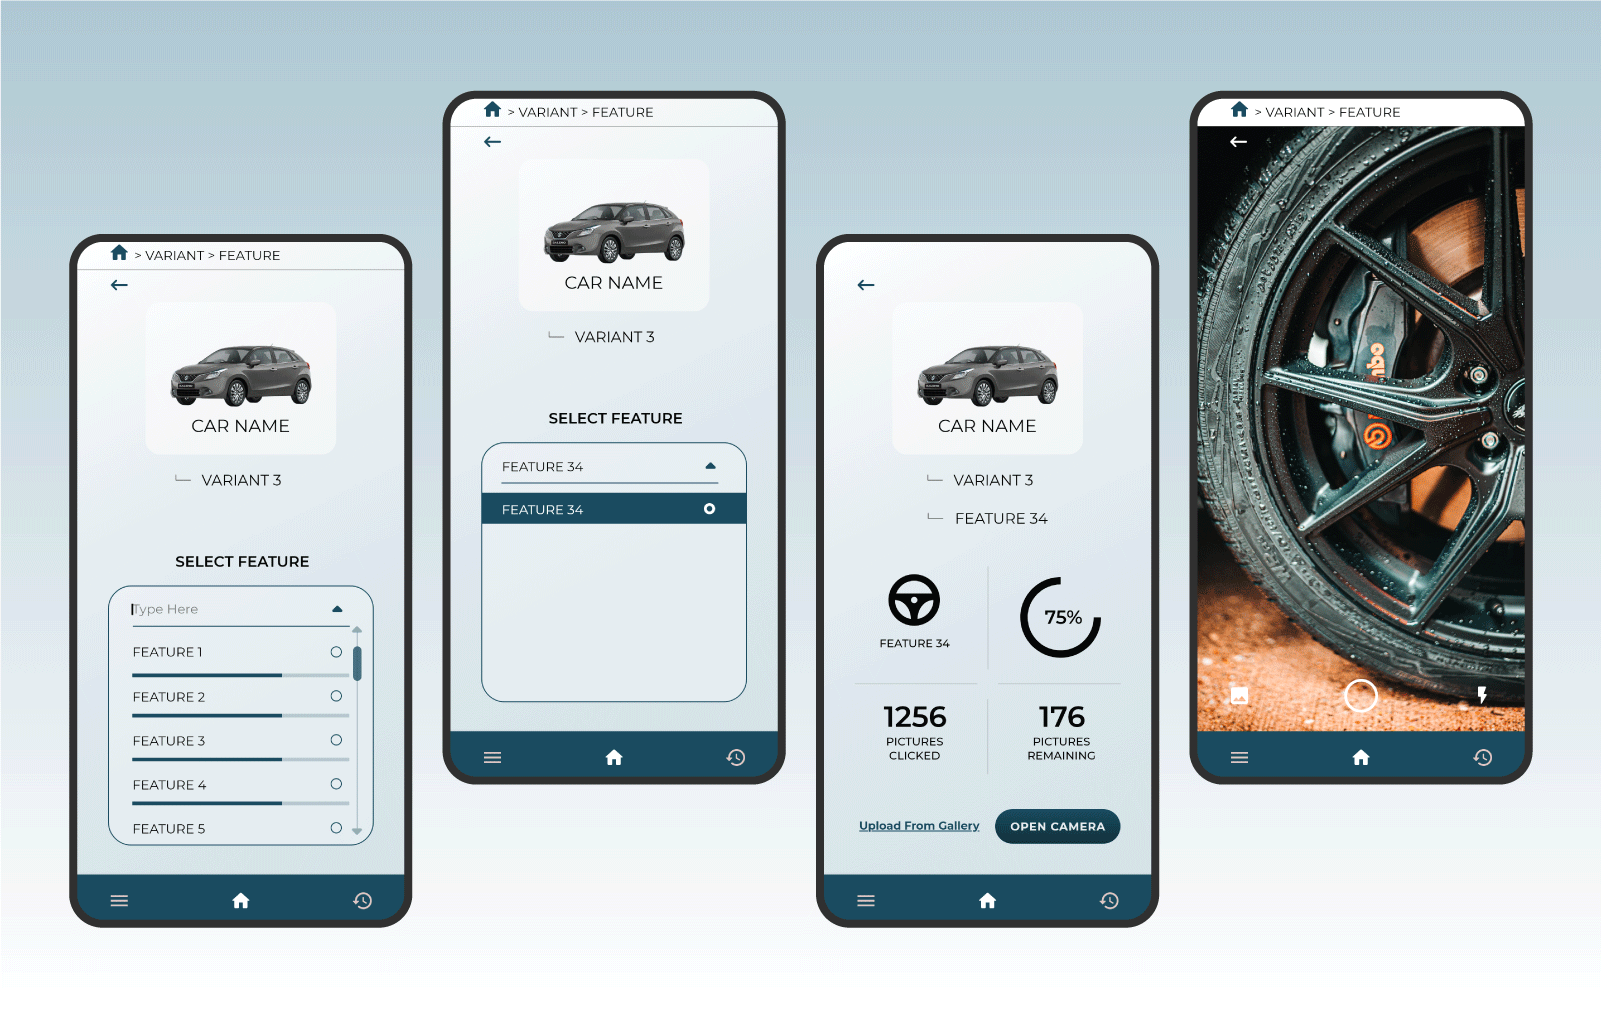 > VARIANT > FEATURE
CAR NAME
VARIANT 3
SELECT FEATURE
Type Here
FEATURE 1
FEATURE 2
FEATURE 3
FEATURE 4
FEATURE 5
> VARIANT > FEATURE
CAR NAME
VARIANT 3
SELECT FEATURE
FEATURE 34
FEATURE 34
CAR NAME
VARIANT 3
FEATURE 34
FEATURE 34
75%
1256
PICTURES
CLICKED
176
PICTURES
REMAINING
Upload From Gallery
OPEN CAMERA
> VARIANT > FEATURE